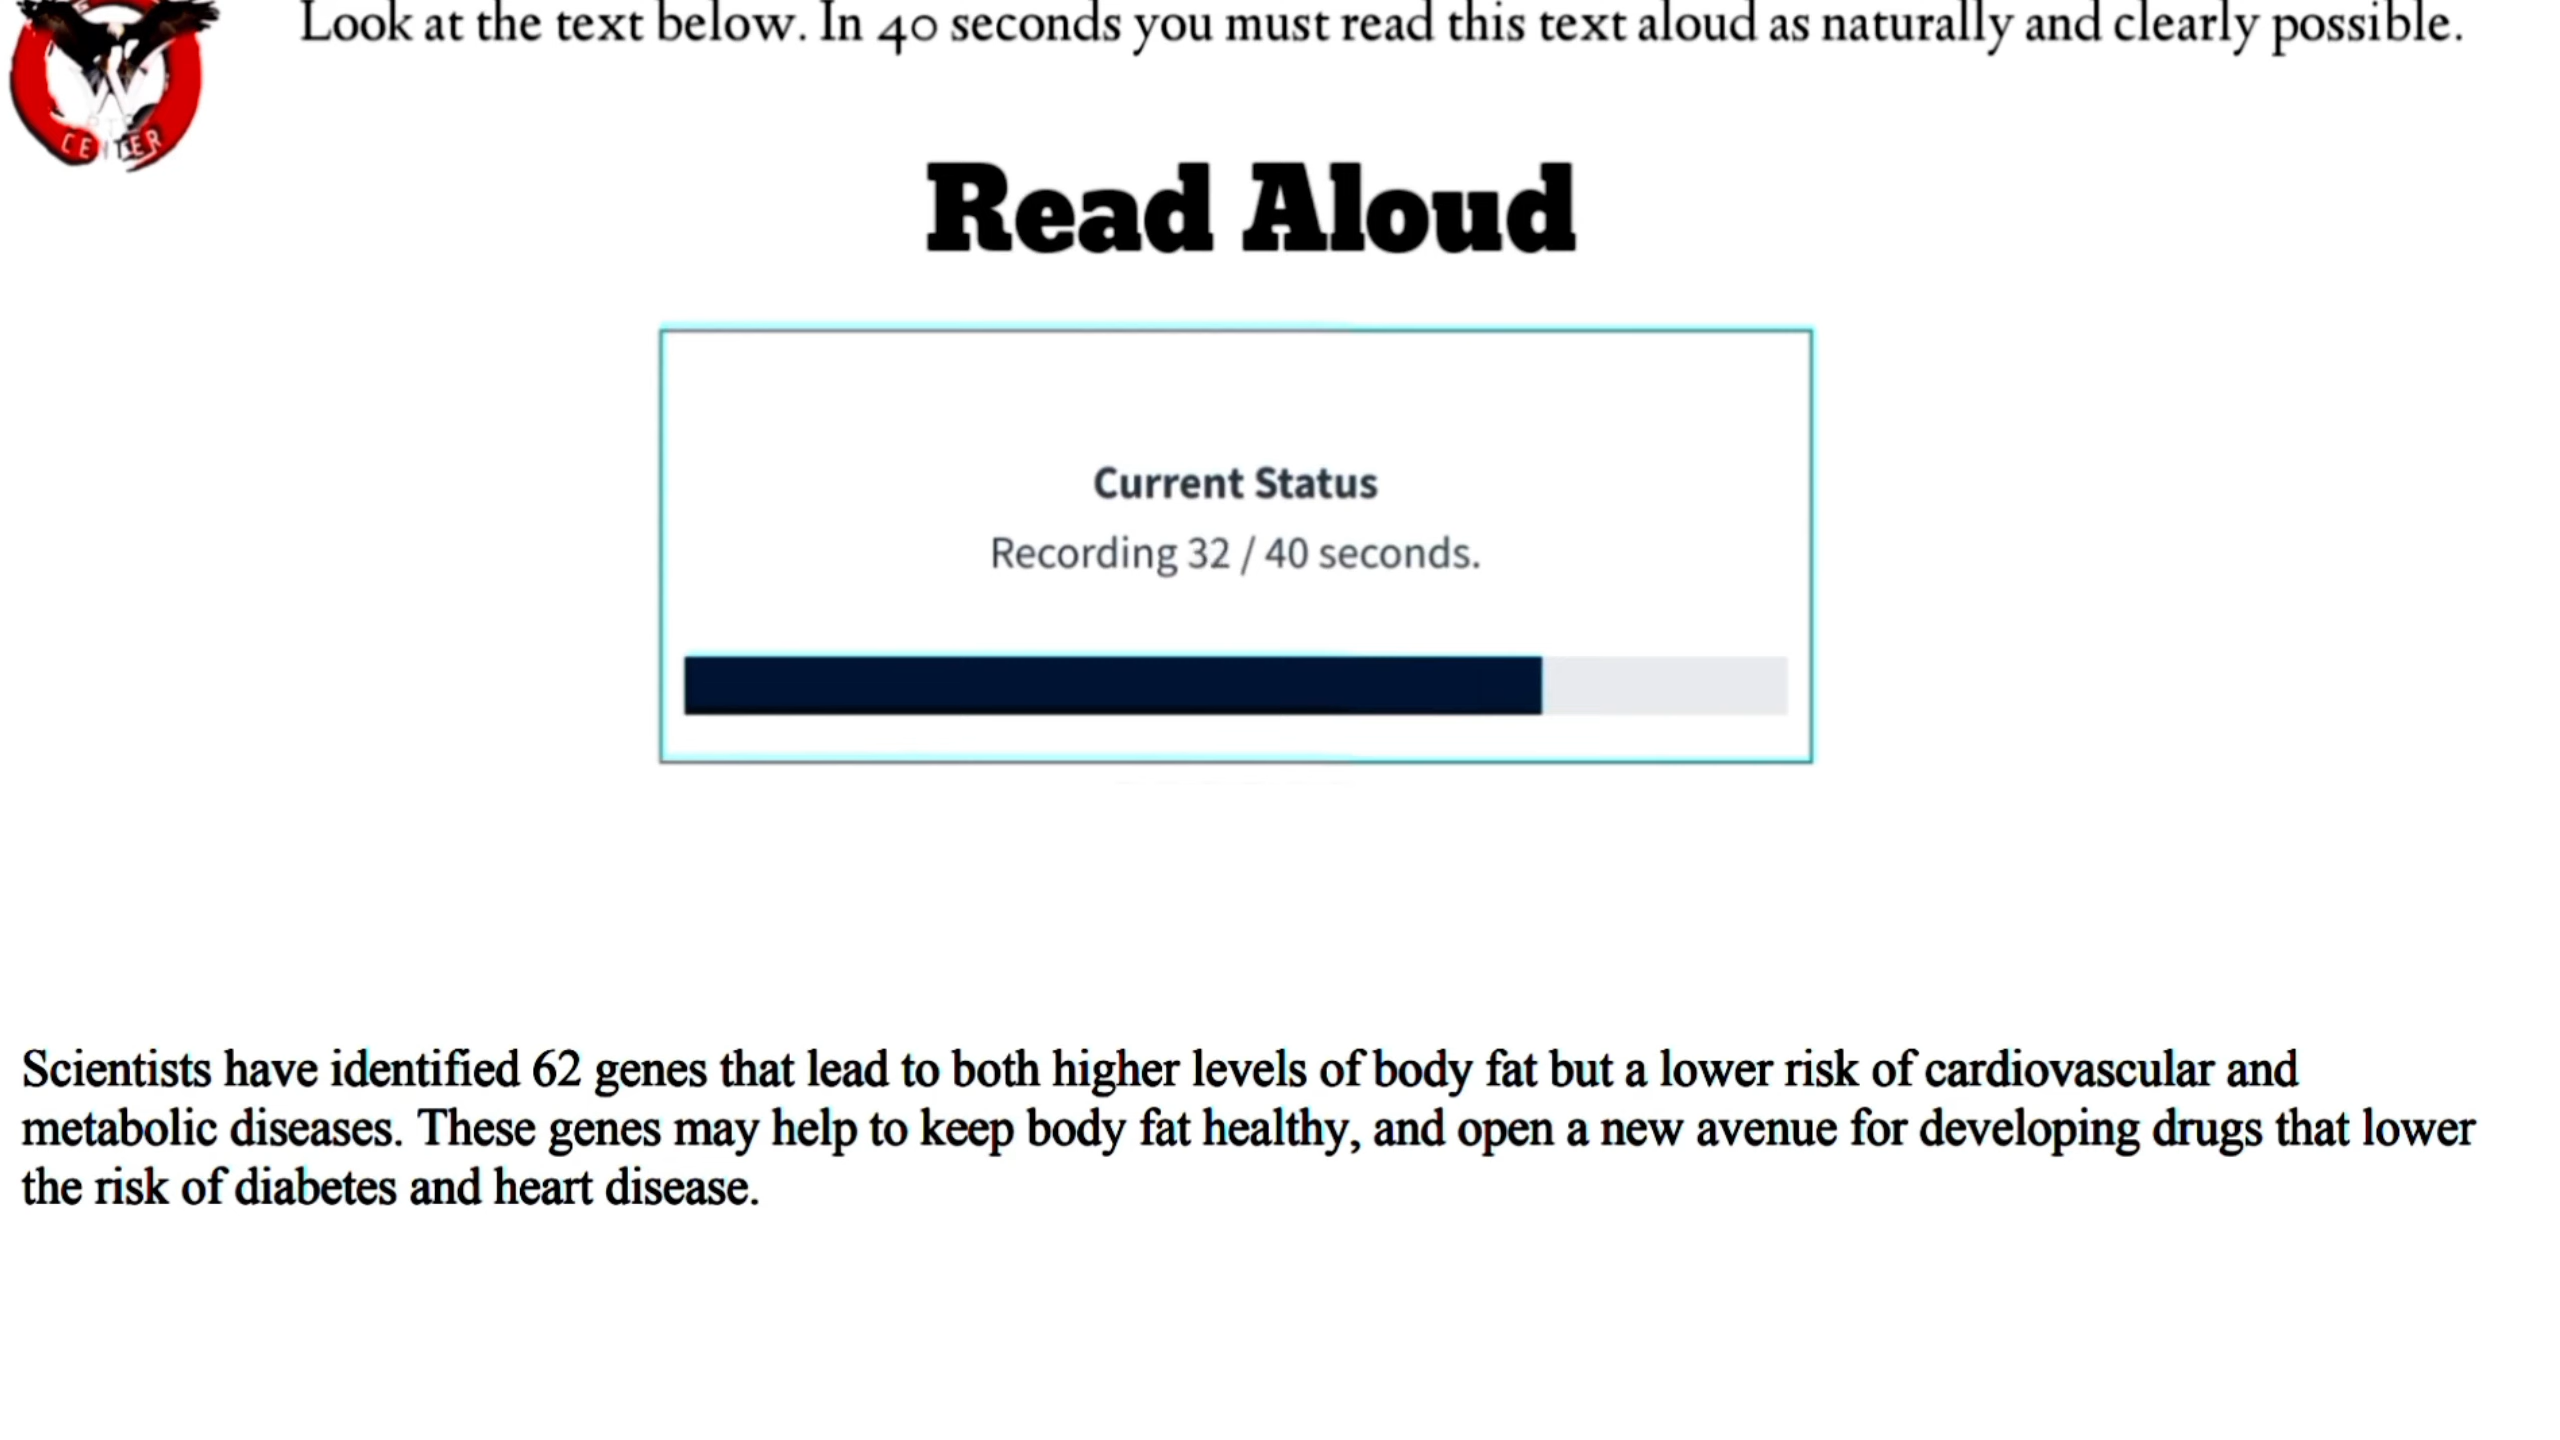 Look at the text below. In 40 seconds you must read this text aloud as naturally and clearly possible.
CENTER
Read Aloud
Current Status
Recording 32 / 40 seconds.
Scientists have identified 62 genes that lead to both higher levels of body fat but a lower risk of cardiovascular and
metabolic diseases. These genes may help to keep body fat healthy, and open a new avenue for developing drugs that lower
the risk of diabetes and heart disease.